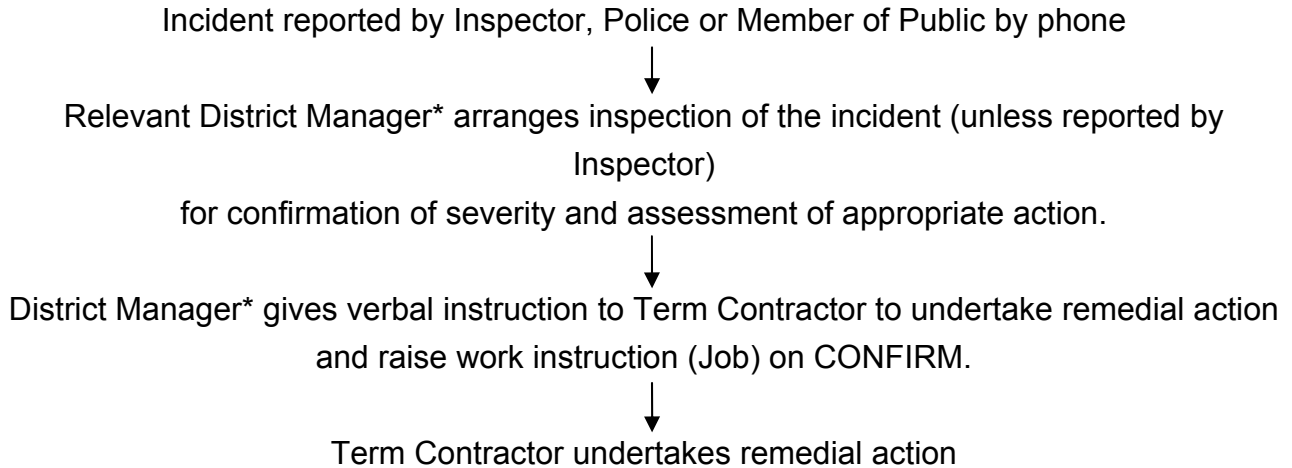 Incident reported by Inspector, Police or Member of Public by phone
Relevant District Manager* arranges inspection of the incident (unless reported by
Inspector)
for confirmation of severity and assessment of appropriate action.
District Manager* gives verbal instruction to Term Contractor to undertake remedial action
and raise work instruction (Job) on CONFIRM.
Term Contractor undertakes remedial action